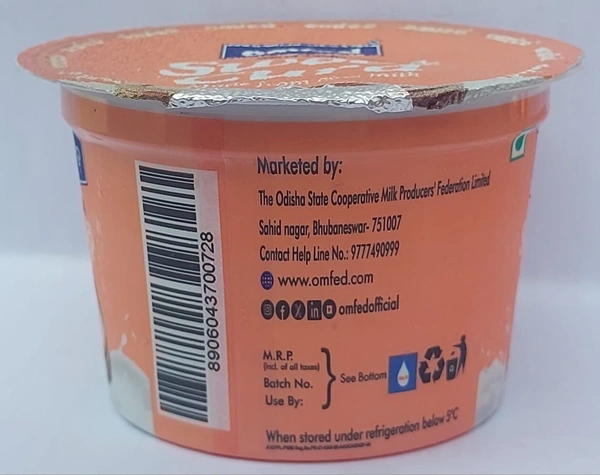 Marketed by:
The Odisha State Cooperative Milk Producers' Federation Limited
Sahid nagar, Bhubaneswar- 751007
Contact Help Line No.: 9777490999
www.omfed.com
omfedofficial
M.R.P.
(Incl. of all taxes)
Batch No.
Use By:
See Bottom
When stored under refrigeration below 5°C
8906043700728